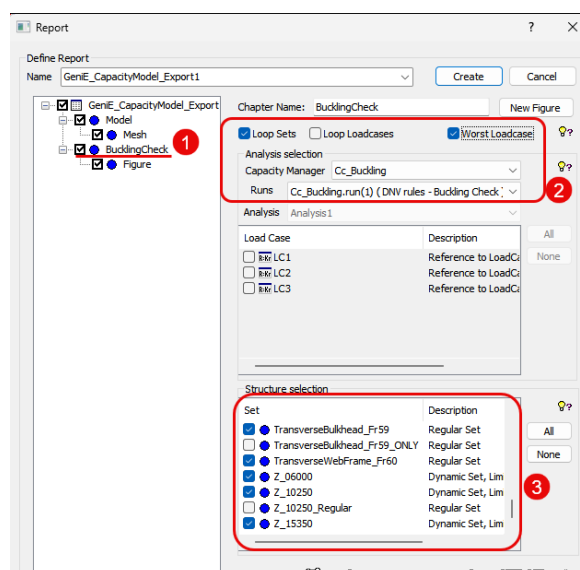 Report ? X
Define Report
Name GeniE_CapacityModel_Export1 Create Cancel
GeniE_CapacityModel_Export
Model
Mesh
BucklingCheck
Figure
1
Chapter Name: BucklingCheck New Figure
Loop Sets Loop Loadcases Worst Loadcase ?
Analysis selection ?
Capacity Manager Cc_Buckling
Runs Cc_Buckling.run(1) ( DNV rules - Buckling Check )
2
Analysis Analysis1
Load Case Description All
LC1 Reference to LoadCa None
LC2 Reference to LoadCa
LC3 Reference to LoadCa
Structure selection
Set Description ?
TransverseBulkhead_Fr59 Regular Set All
TransverseBulkhead_Fr59_ONLY Regular Set
TransverseWebFrame_Fr60 Regular Set None
Z_06000 Dynamic Set, Lim
Z_10250 Dynamic Set, Lim 3
Z_10250_Regular Regular Set
Z_15350 Dynamic Set, Lim